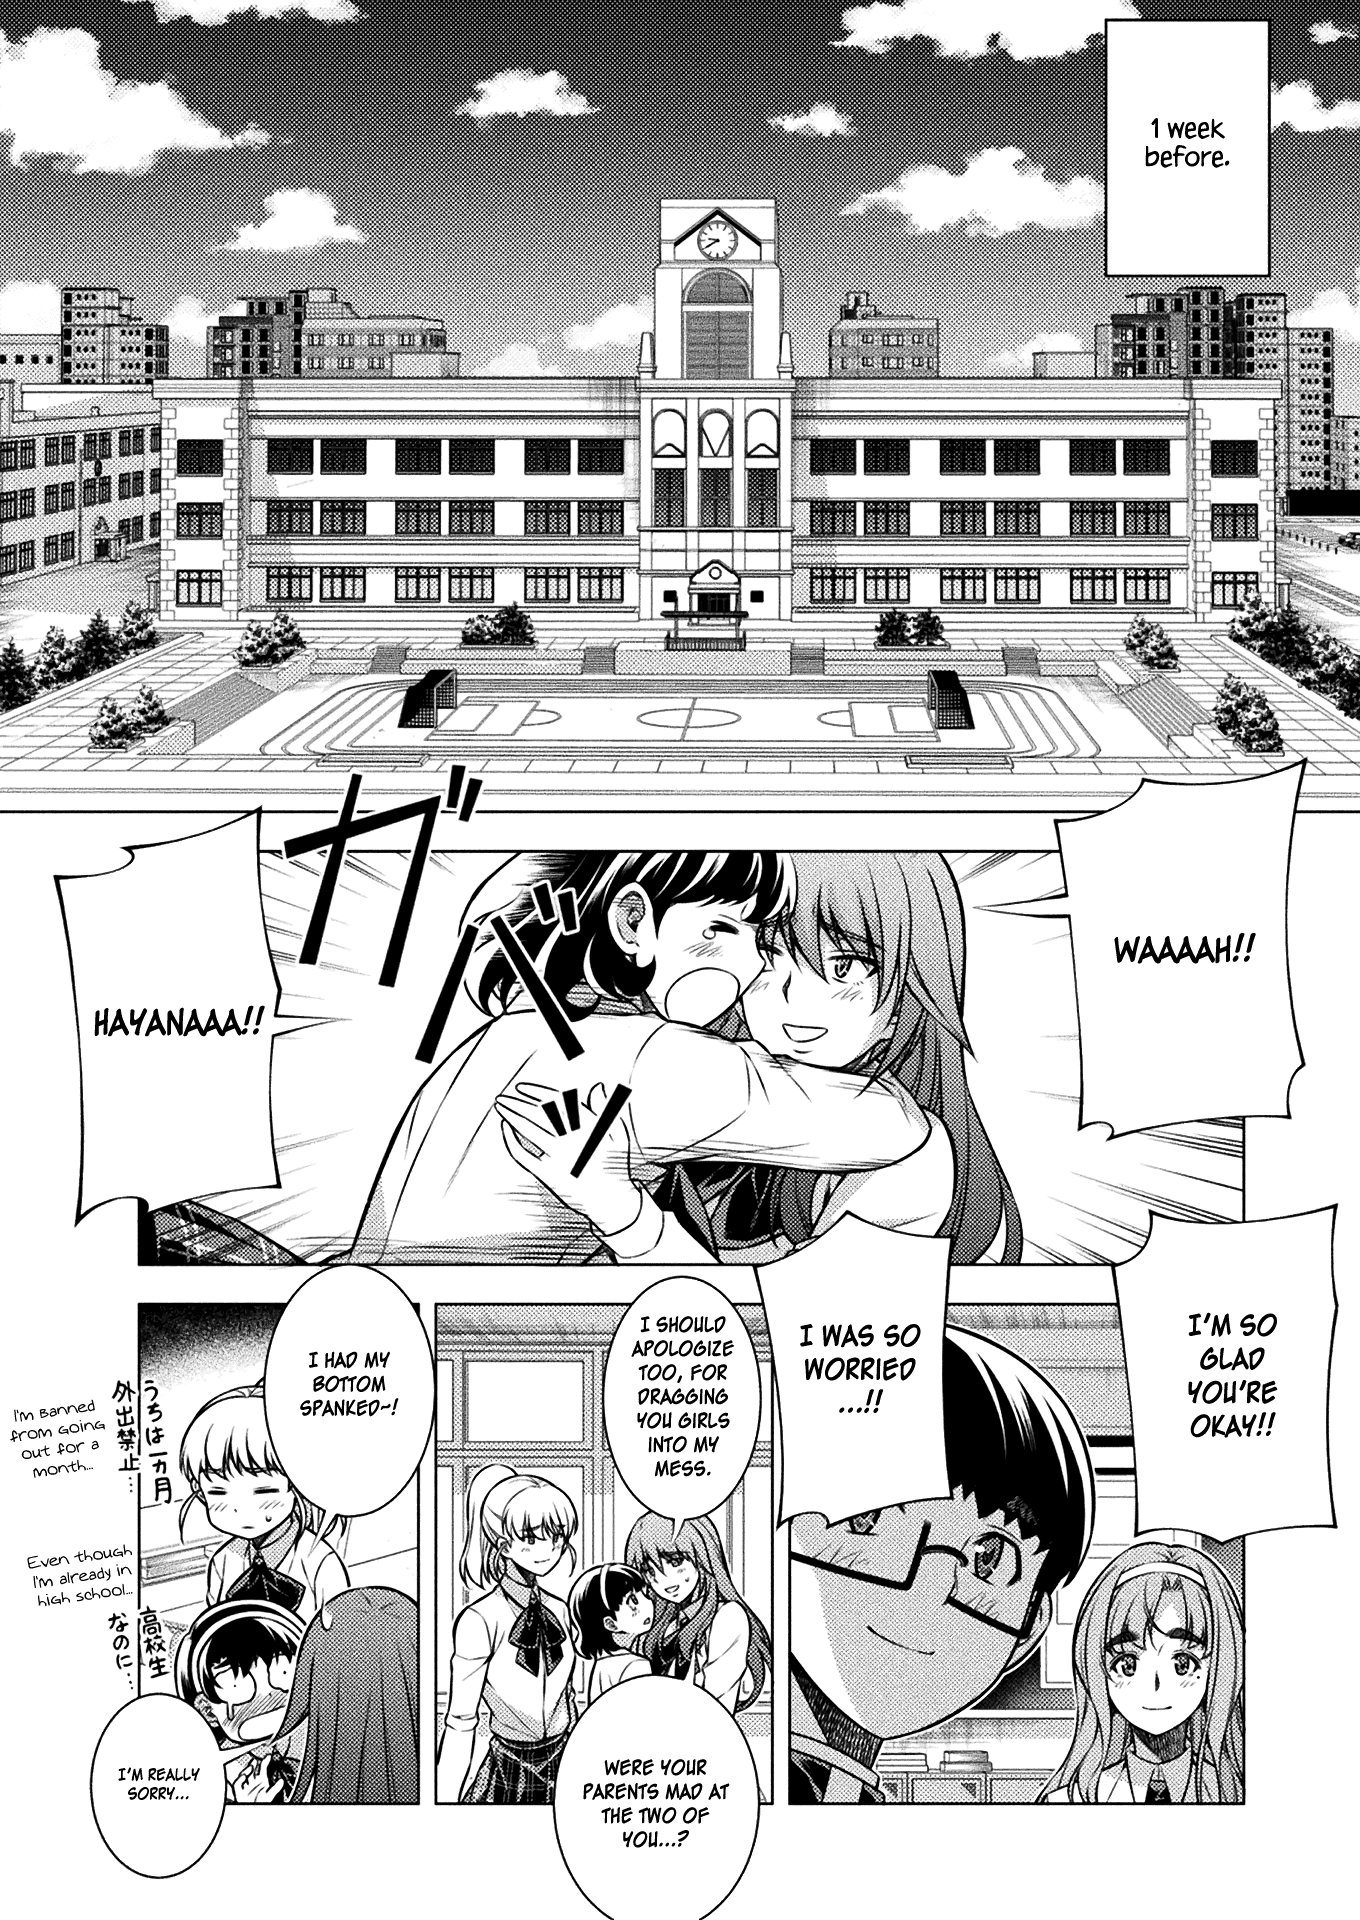 1 week
before.
WAAAAH!!
HAYANAAA!!
ガバッ
I'M SO
GLAD
YOU'RE
OKAY!!
I WAS SO
WORRIED
...!!
I SHOULD
APOLOGIZE
TOO, FOR
DRAGGING
YOU GIRLS
INTO MY
MESS.
WERE YOUR
PARENTS MAD AT
THE TWO OF
YOU...?
I HAD MY
BOTTOM
SPANKED~!
うちは一ヵ月
外出禁止…
I'm Banned
from Going
out for a
month...
高校生
なのに…
Even though
I'm already in
high school...
I'M REALLY
SORRY...